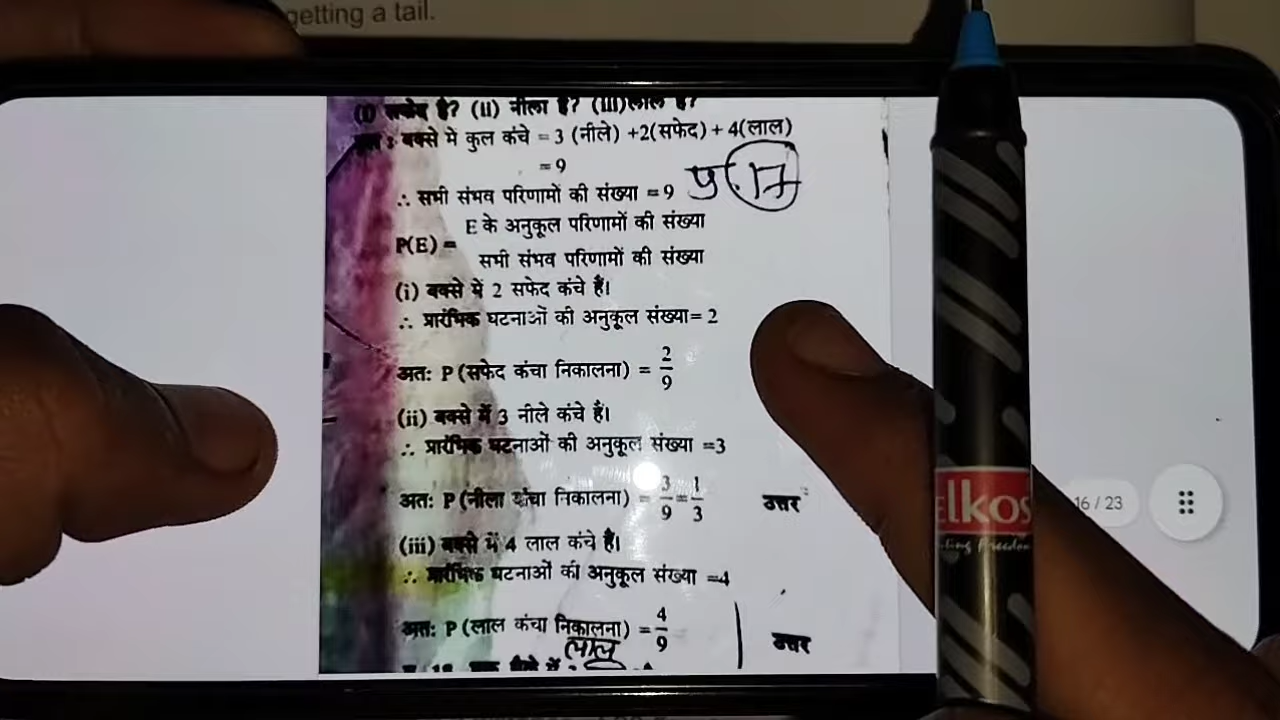 getting a tail.
(i) सफेद है? (ii) नीला है? (iii) लाल है?
बक्से में कुल कंचे = 3 (नीले) +2(सफेद) + 4(लाल)
=9
∴ सभी संभव परिणामों की संख्या =9 प्र. 17
P(E) = E के अनुकूल परिणामों की संख्या
सभी संभव परिणामों की संख्या
(i) बक्से में 2 सफेद कंचे हैं।
∴ प्रारंभिक घटनाओं की अनुकूल संख्या= 2
अत: P (सफेद कंचा निकालना) = 2/9
(ii) बक्से में 3 नीले कंचे हैं।
∴ प्रारंभिक घटनाओं की अनुकूल संख्या =3
अत: P (नीला कंचा निकालना) = 3/9 = 1/3 उत्तर
(iii) बक्से में 4 लाल कंचे हैं।
∴ प्रारंभिक घटनाओं की अनुकूल संख्या =4
अत: P (लाल कंचा निकालना) = 4/9 उत्तर
लालू
16 / 23
elkos